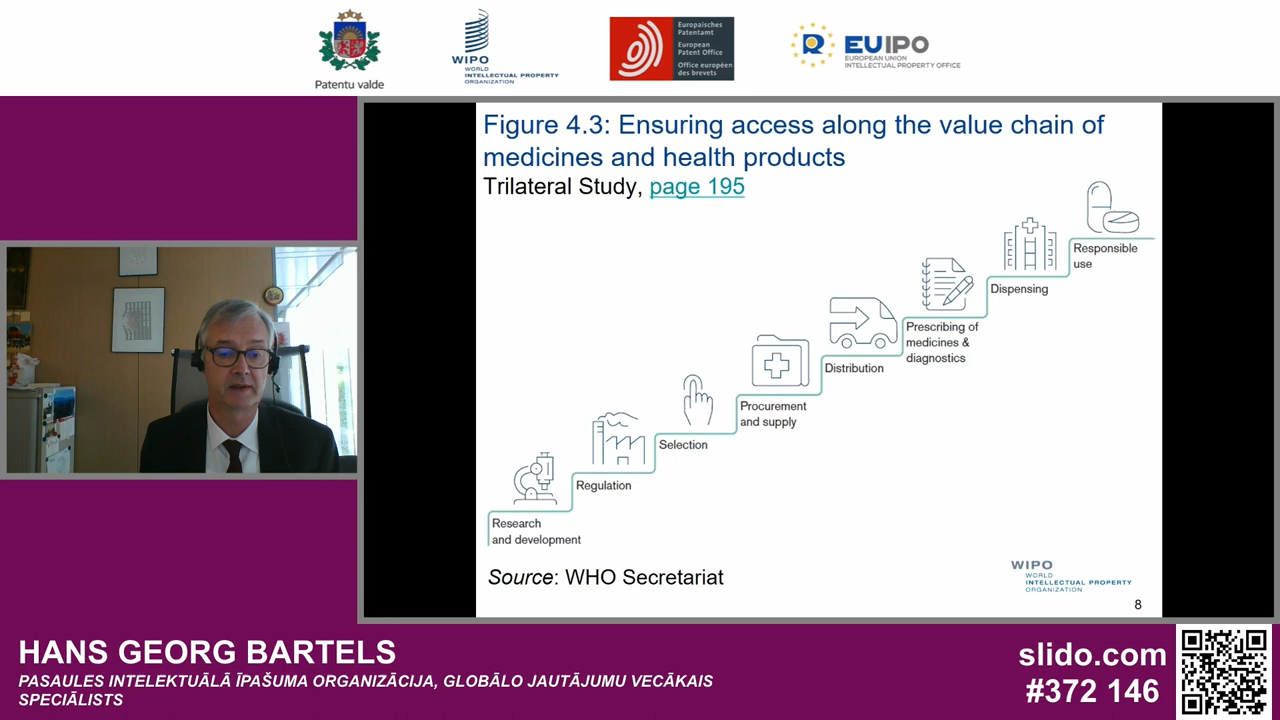 Patentu valde
WIPO
WORLD
INTELLECTUAL PROPERTY
ORGANIZATION
Europäisches
Patentamt
European
Patent Office
Office européen
des brevets
EUIPO
EUROPEAN UNION
INTELLECTUAL PROPERTY OFFICE
Figure 4.3: Ensuring access along the value chain of
medicines and health products
Trilateral Study, page 195
Responsible
use
Dispensing
Prescribing of
medicines &
diagnostics
Distribution
Procurement
and supply
Selection
Regulation
Research
and development
Source: WHO Secretariat
WIPO
WORLD
INTELLECTUAL PROPERTY
ORGANIZATION
8
HANS GEORG BARTELS
PASAULES INTELEKTUĀLĀ ĪPAŠUMA ORGANIZĀCIJA, GLOBĀLO JAUTĀJUMU VECĀKAIS
SPECIĀLISTS
slido.com
#372 146